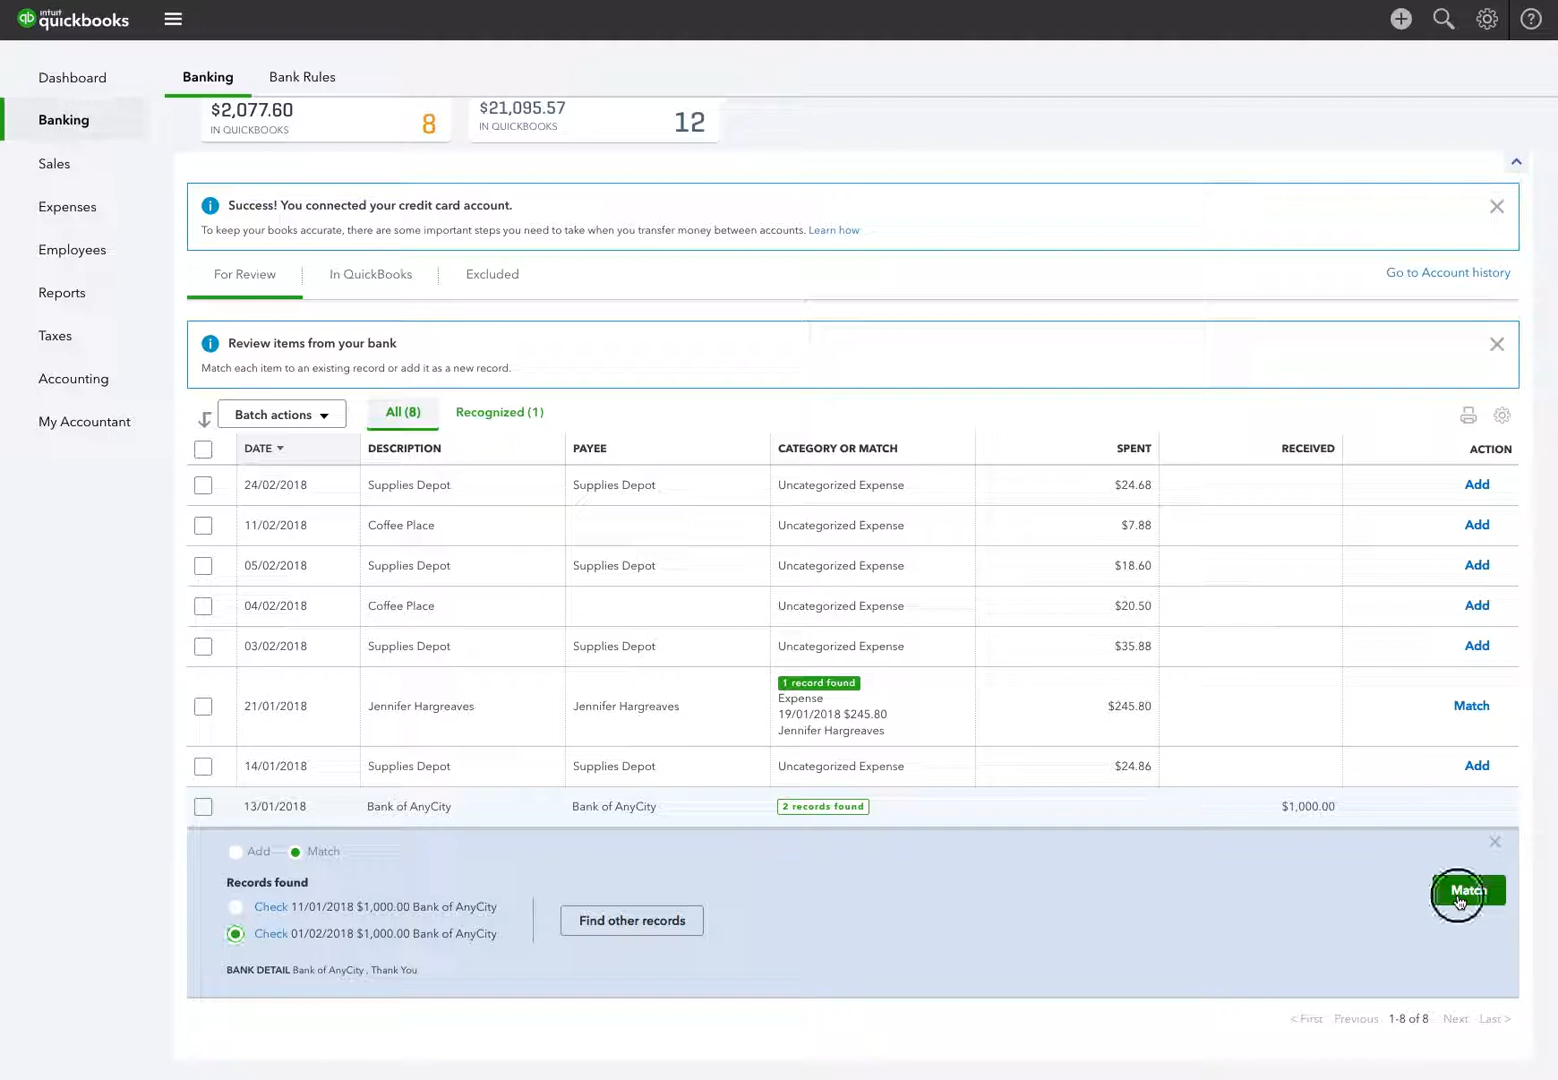 intuit
qb quickbooks
Dashboard
Banking
Sales
Expenses
Employees
Reports
Taxes
Accounting
My Accountant
Banking Bank Rules
$2,077.60
IN QUICKBOOKS 8
$21,095.57
IN QUICKBOOKS 12
Success! You connected your credit card account.
To keep your books accurate, there are some important steps you need to take when you transfer money between accounts. Learn how
For Review In QuickBooks Excluded Go to Account history
Review items from your bank
Match each item to an existing record or add it as a new record.
Batch actions All (8) Recognized (1)
DATE DESCRIPTION PAYEE CATEGORY OR MATCH SPENT RECEIVED ACTION
24/02/2018 Supplies Depot Supplies Depot Uncategorized Expense $24.68 Add
11/02/2018 Coffee Place Uncategorized Expense $7.88 Add
05/02/2018 Supplies Depot Supplies Depot Uncategorized Expense $18.60 Add
04/02/2018 Coffee Place Uncategorized Expense $20.50 Add
03/02/2018 Supplies Depot Supplies Depot Uncategorized Expense $35.88 Add
1 record found
Expense
21/01/2018 Jennifer Hargreaves Jennifer Hargreaves 19/01/2018 $245.80 $245.80 Match
Jennifer Hargreaves
14/01/2018 Supplies Depot Supplies Depot Uncategorized Expense $24.86 Add
13/01/2018 Bank of AnyCity Bank of AnyCity 2 records found $1,000.00
Add Match
Records found
Check 11/01/2018 $1,000.00 Bank of AnyCity
Check 01/02/2018 $1,000.00 Bank of AnyCity
Find other records
Match
BANK DETAIL Bank of AnyCity , Thank You
< First Previous 1-8 of 8 Next Last >